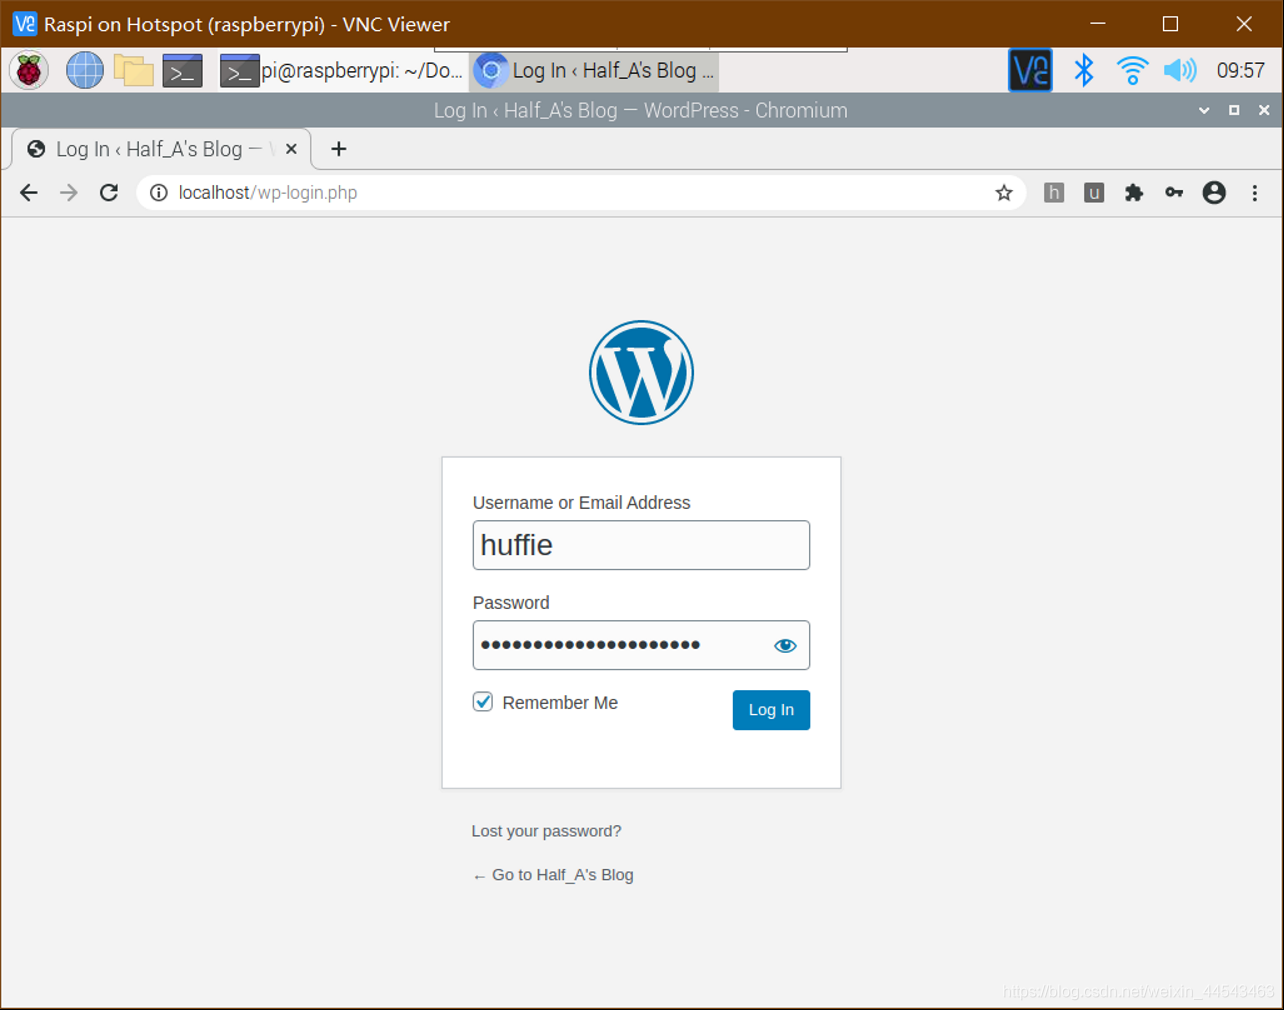 Raspi on Hotspot (raspberrypi) - VNC Viewer
pi@raspberrypi: ~/Do...
Log In ‹ Half_A's Blog ...
09:57
Log In ‹ Half_A's Blog — WordPress - Chromium
Log In ‹ Half_A's Blog —
localhost/wp-login.php
h
u
Username or Email Address
huffie
Password
•••••••••••••••••••••
Remember Me
Log In
Lost your password?
← Go to Half_A's Blog
https://blog.csdn.net/weixin_44543463